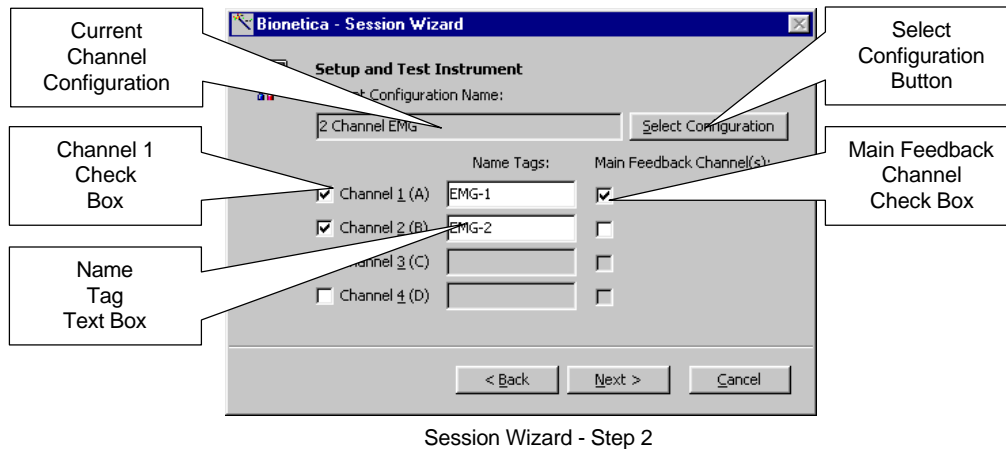 Current
Channel
Configuration
Bionetica - Session Wizard
Select
Configuration
Button
Setup and Test Instrument
Configuration Name:
2 Channel EMG
Select Configuration
Channel 1
Check
Box
Name Tags:
Main Feedback Channel(s):
Main Feedback
Channel
Check Box
Channel 1 (A)
EMG-1
Channel 2 (B)
EMG-2
Name
Tag
Text Box
Channel 3 (C)
Channel 4 (D)
< Back
Next >
Cancel
Session Wizard - Step 2